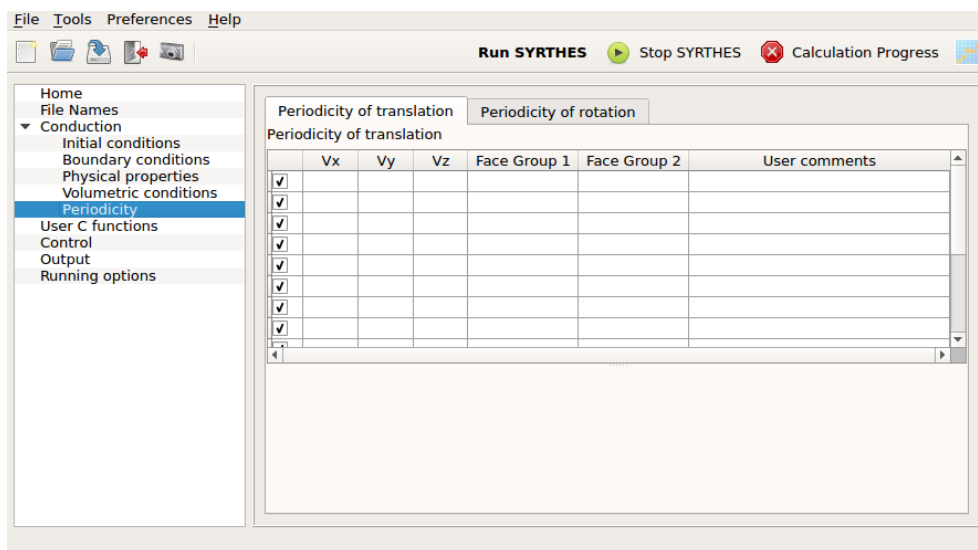 File Tools Preferences Help
Run SYRTHES Stop SYRTHES Calculation Progress
Home
File Names
Conduction
Initial conditions
Boundary conditions
Physical properties
Volumetric conditions
Periodicity
User C functions
Control
Output
Running options
Periodicity of translation Periodicity of rotation
Periodicity of translation
Vx Vy Vz Face Group 1 Face Group 2 User comments